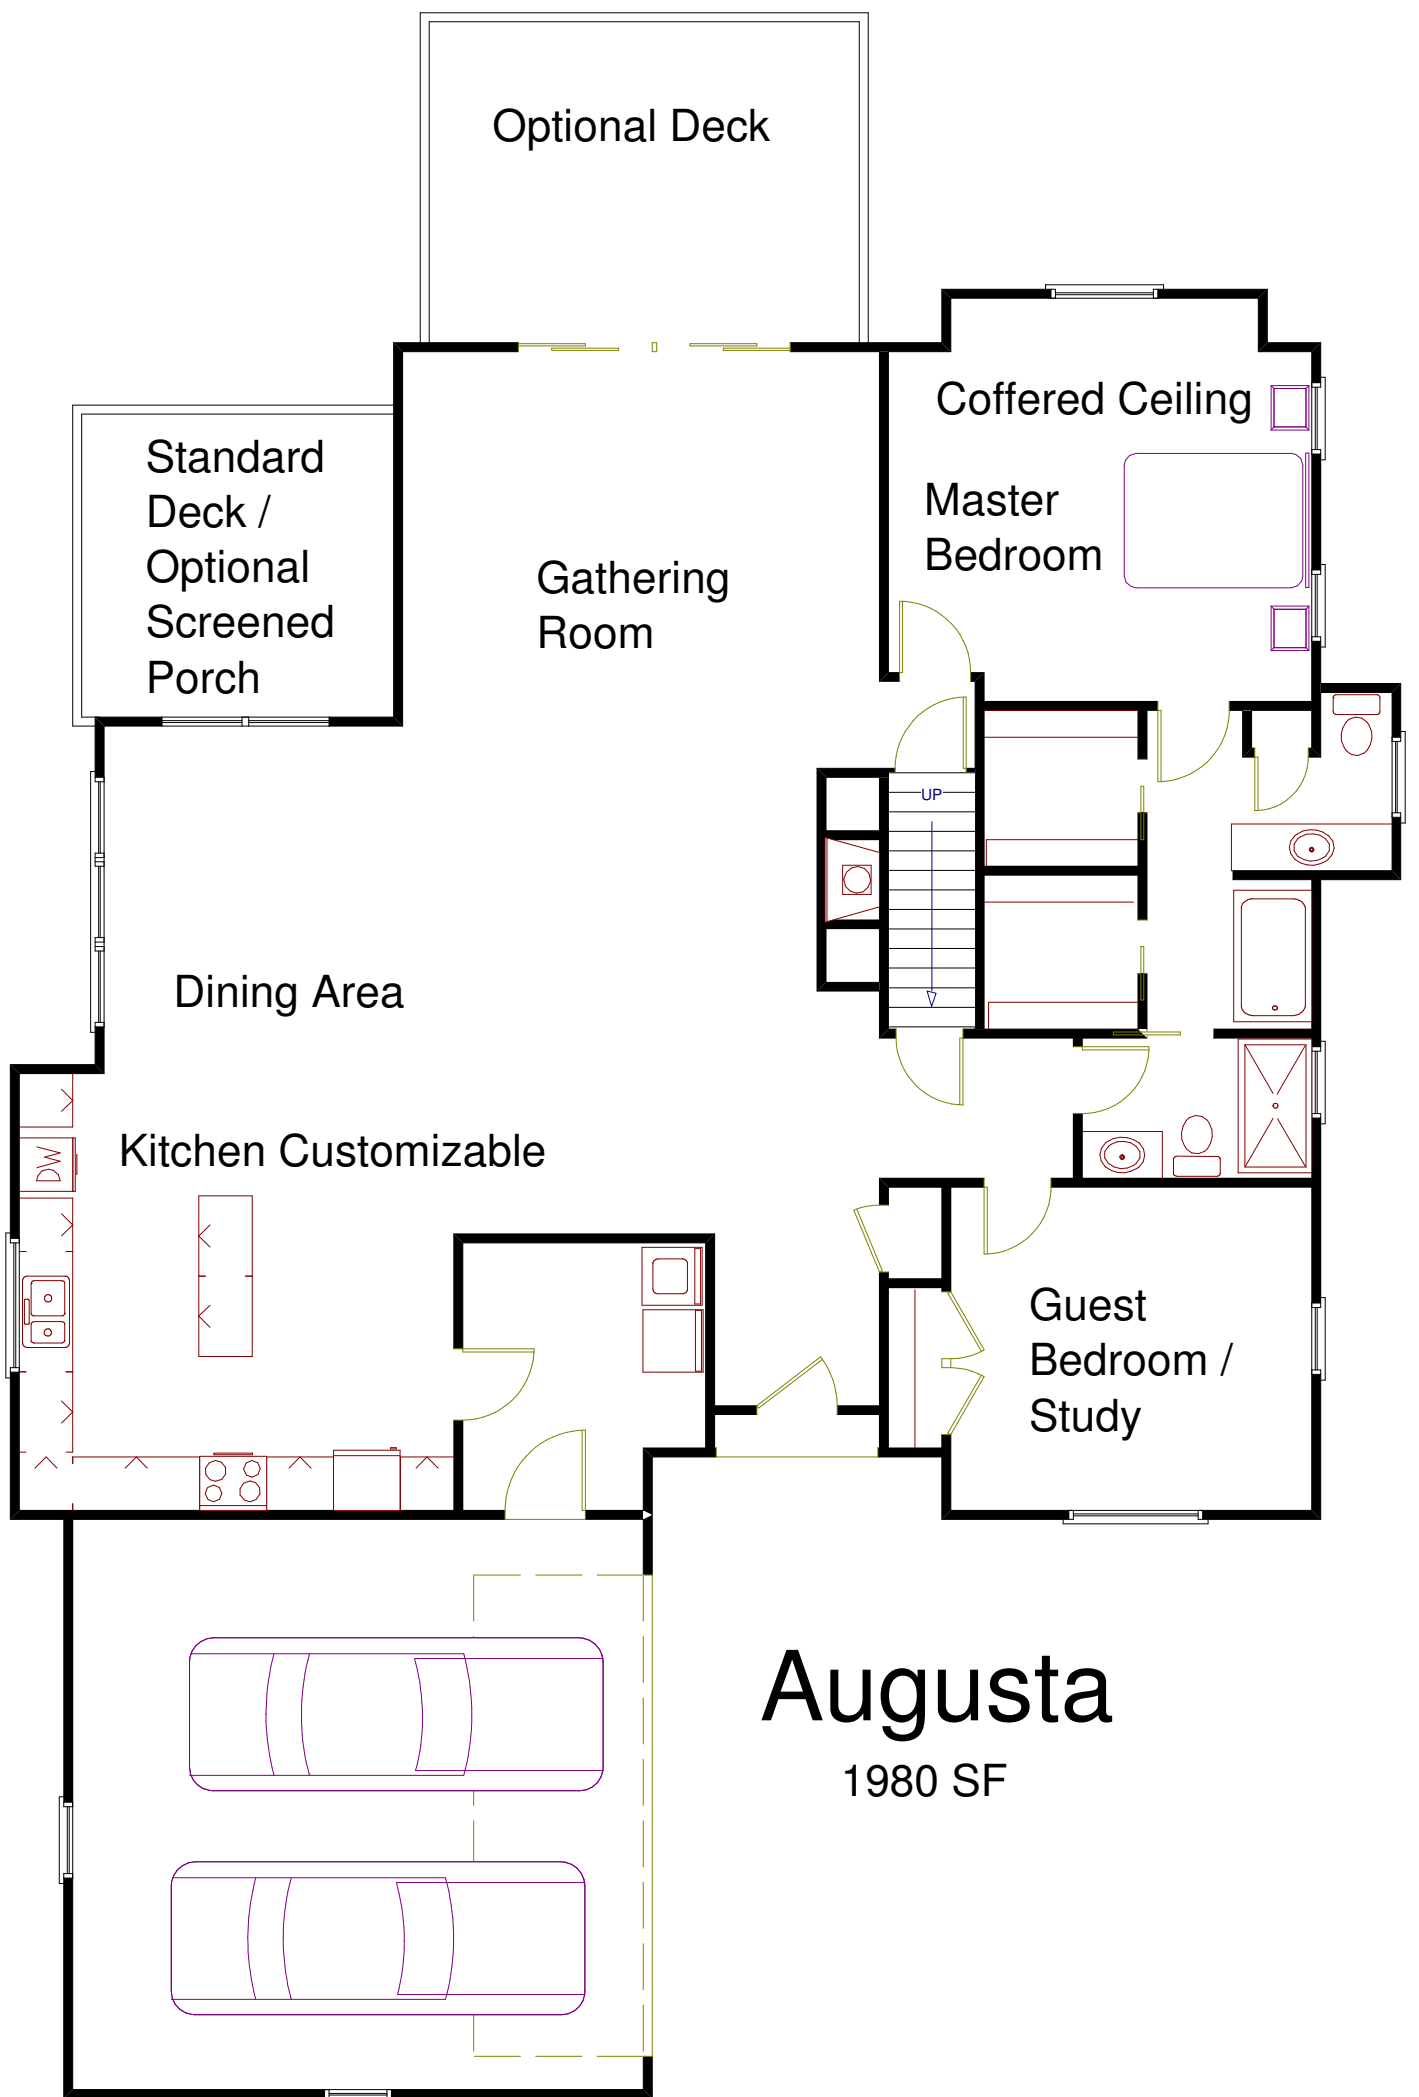 Optional Deck
Coffered Ceiling
Standard
Deck /
Optional
Screened
Porch
Master
Bedroom
Gathering
Room
UP
Dining Area
Kitchen Customizable
DW
Guest
Bedroom /
Study
Augusta
1980 SF